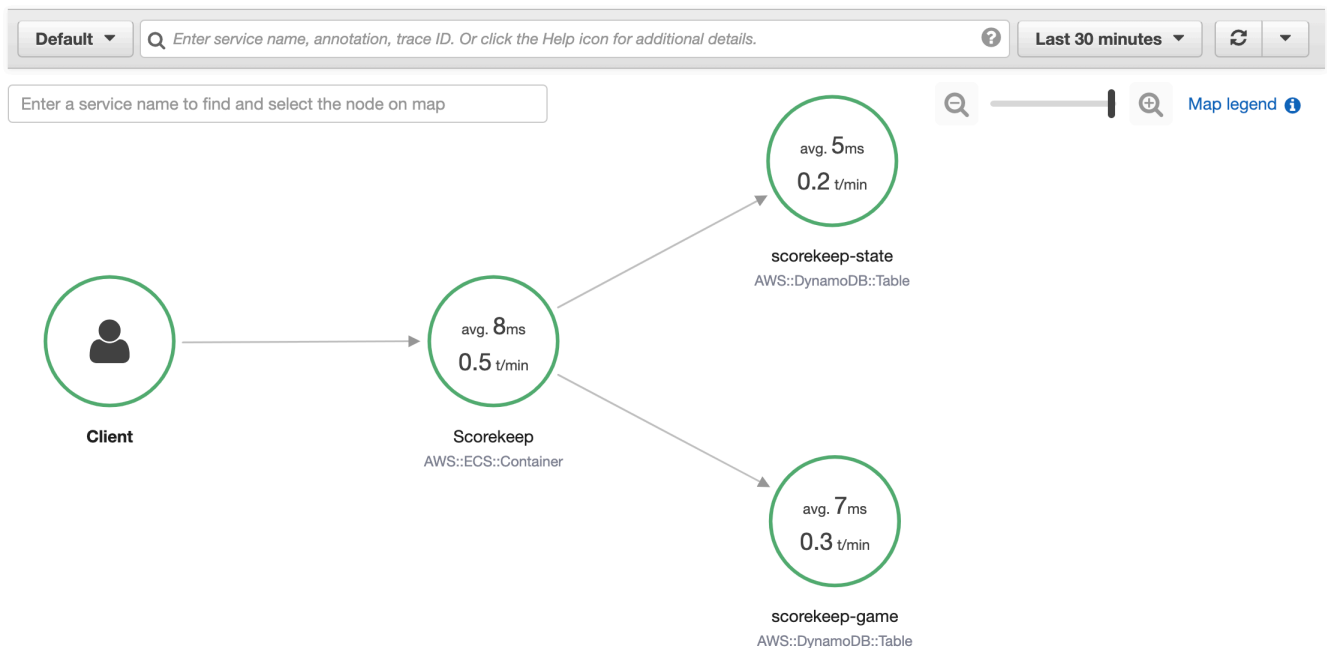 Default
Enter service name, annotation, trace ID. Or click the Help icon for additional details.
?
Last 30 minutes
Enter a service name to find and select the node on map
Map legend i
avg. 5ms
0.2 t/min
scorekeep-state
AWS::DynamoDB::Table
Client
avg. 8ms
0.5 t/min
Scorekeep
AWS::ECS::Container
avg. 7ms
0.3 t/min
scorekeep-game
AWS::DynamoDB::Table